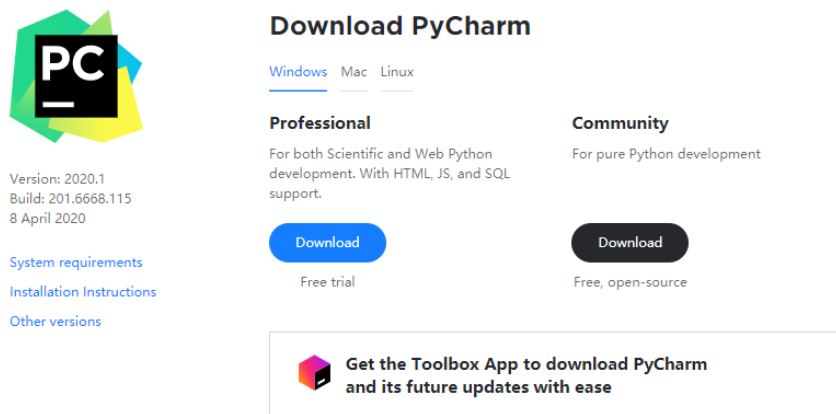 PC
Version: 2020.1
Build: 201.6668.115
8 April 2020
System requirements
Installation Instructions
Other versions
Download PyCharm
Windows Mac Linux
Professional
For both Scientific and Web Python
development. With HTML, JS, and SQL
support.
Download
Free trial
Community
For pure Python development
Download
Free, open-source
Get the Toolbox App to download PyCharm
and its future updates with ease